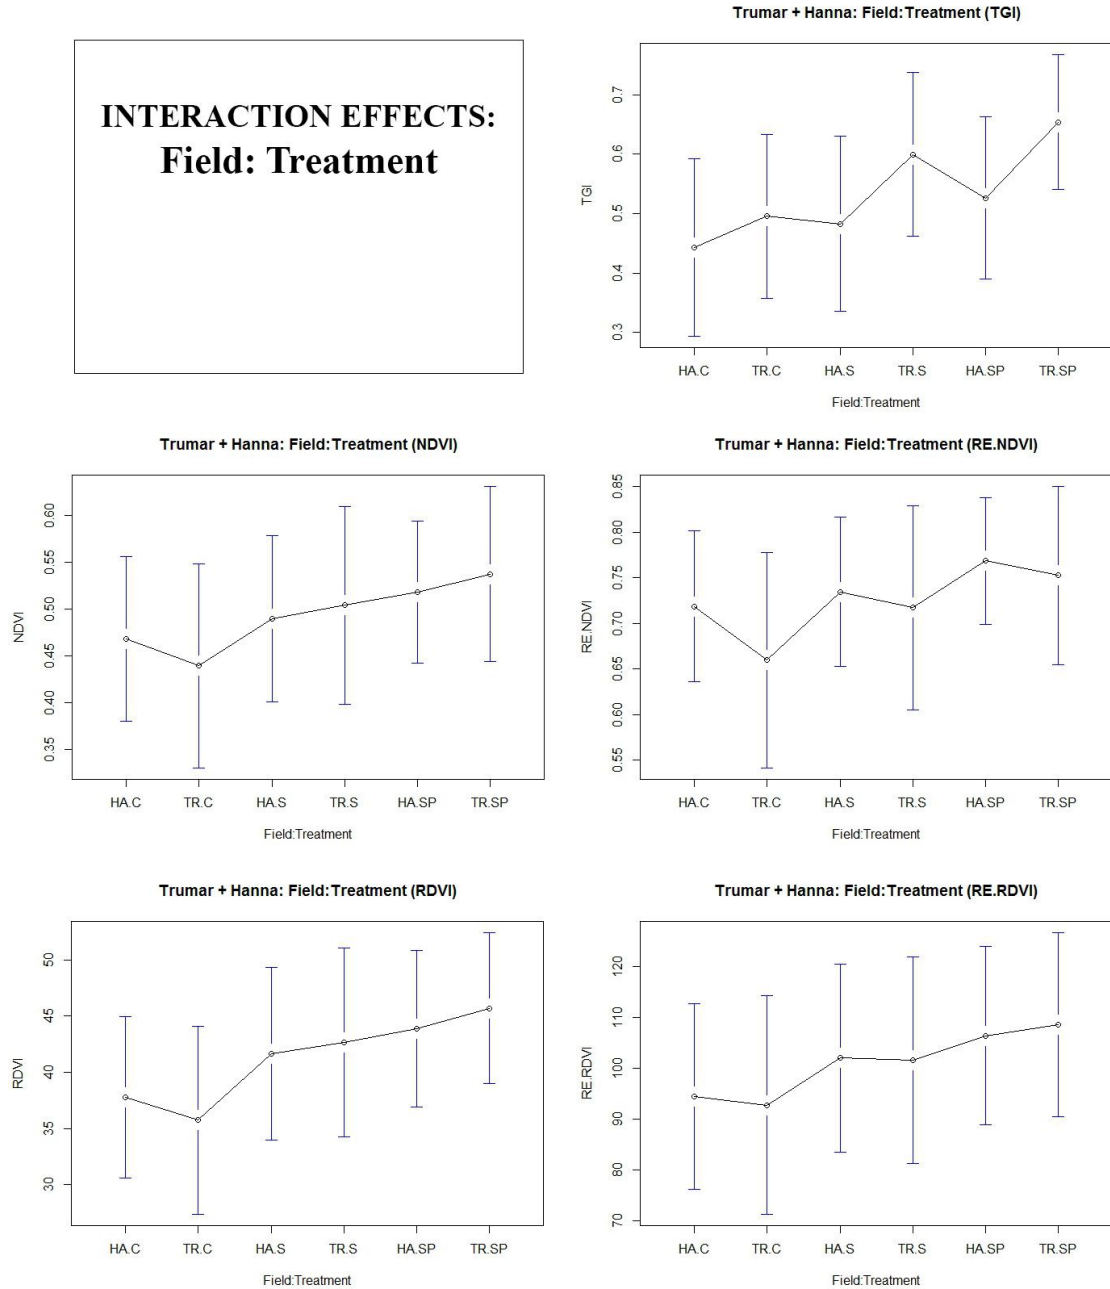 INTERACTION EFFECTS:
Field: Treatment
Trumar + Hanna: Field:Treatment (TGI)
TGI
0.7
0.6
0.5
0.4
0.3
HA.C TR.C HA.S TR.S HA.SP TR.SP
Field:Treatment
Trumar + Hanna: Field:Treatment (NDVI)
NDVI
0.60
0.55
0.50
0.45
0.40
0.35
HA.C TR.C HA.S TR.S HA.SP TR.SP
Field:Treatment
Trumar + Hanna: Field:Treatment (RE.NDVI)
RE.NDVI
0.85
0.80
0.75
0.70
0.65
0.60
0.55
HA.C TR.C HA.S TR.S HA.SP TR.SP
Field:Treatment
Trumar + Hanna: Field:Treatment (RDVI)
RDVI
50
45
40
35
30
HA.C TR.C HA.S TR.S HA.SP TR.SP
Field:Treatment
Trumar + Hanna: Field:Treatment (RE.RDVI)
RE.RDVI
120
110
100
90
80
70
HA.C TR.C HA.S TR.S HA.SP TR.SP
Field:Treatment